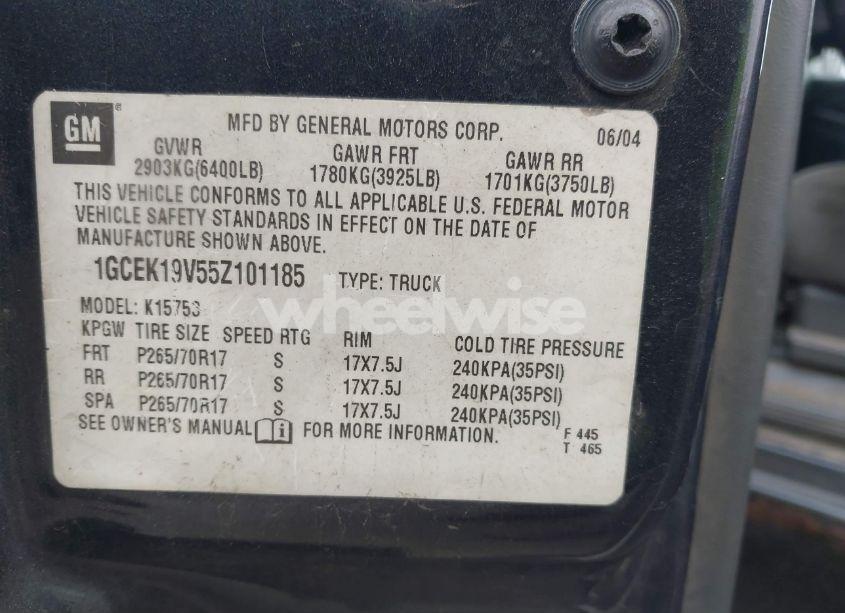 GM
®
MFD BY GENERAL MOTORS CORP. 06/04
GVWR GAWR FRT GAWR RR
2903KG(6400LB) 1780KG(3925LB) 1701KG(3750LB)
THIS VEHICLE CONFORMS TO ALL APPLICABLE U.S. FEDERAL MOTOR
VEHICLE SAFETY STANDARDS IN EFFECT ON THE DATE OF
MANUFACTURE SHOWN ABOVE.
1GCEK19V55Z101185 TYPE: TRUCK
wheelwise
MODEL: K15753
KPGW TIRE SIZE SPEED RTG RIM COLD TIRE PRESSURE
FRT P265/70R17 S 17X7.5J 240KPA(35PSI)
RR P265/70R17 S 17X7.5J 240KPA(35PSI)
SPA P265/70R17 S 17X7.5J 240KPA(35PSI)
SEE OWNER'S MANUAL i FOR MORE INFORMATION.
F 445
T 465